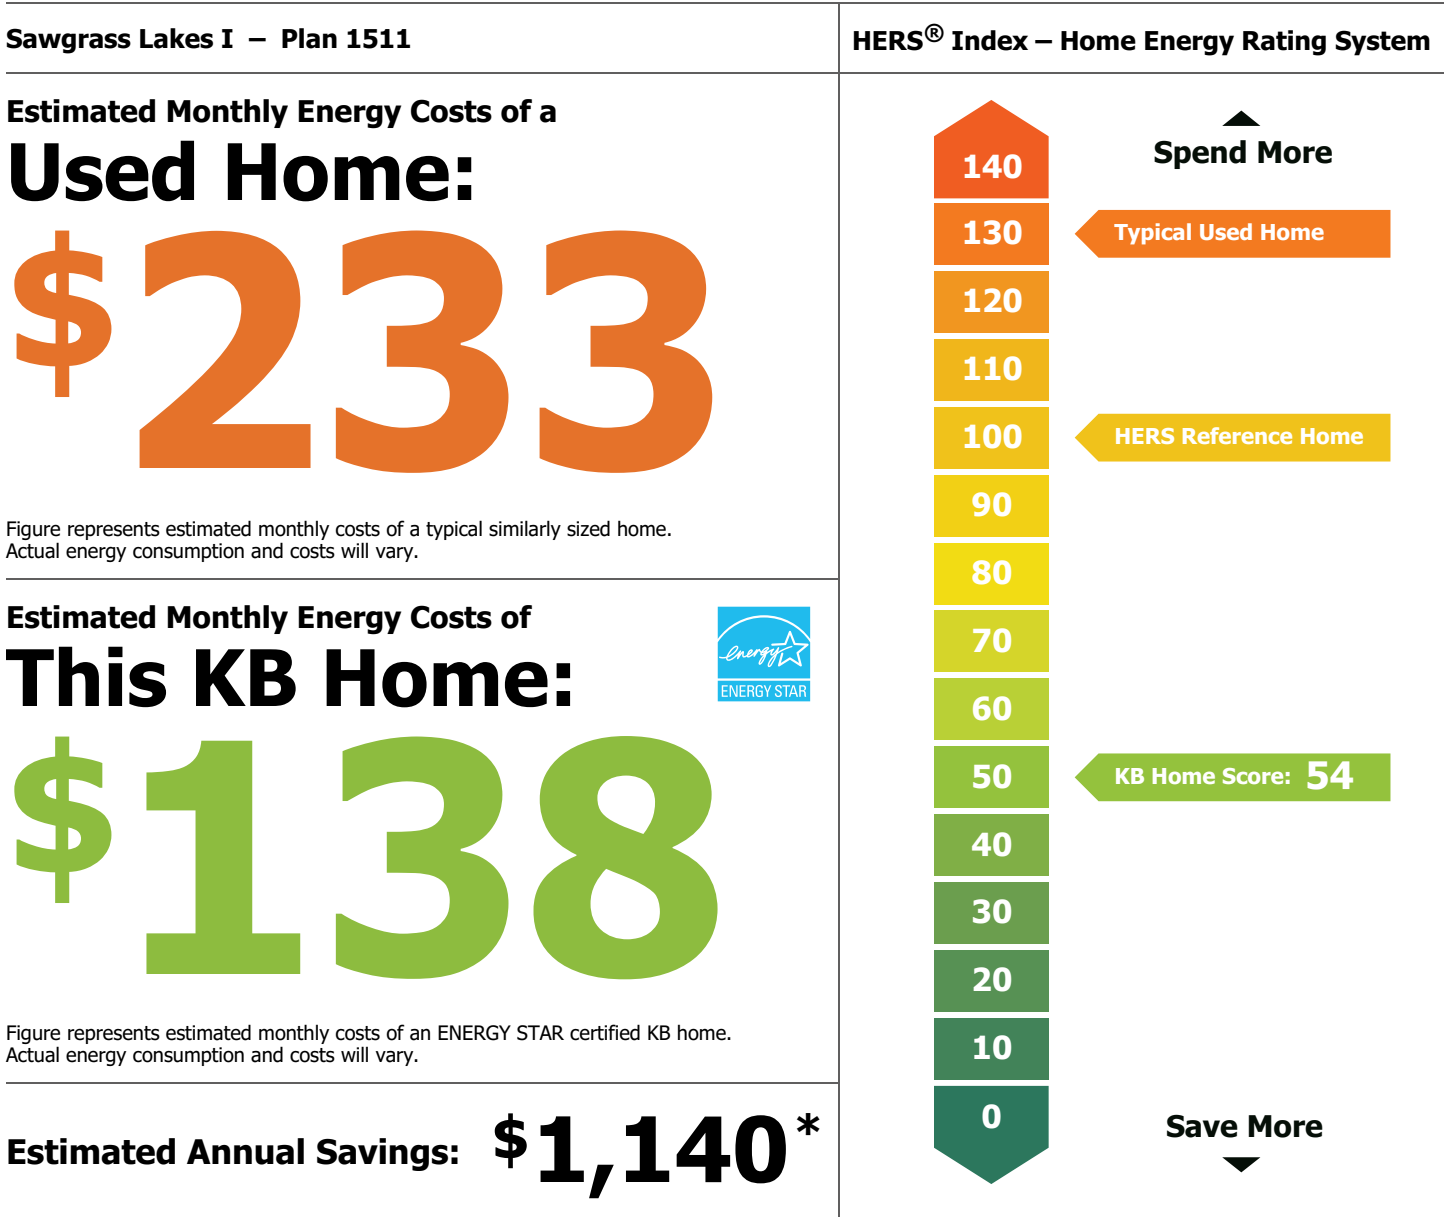 Sawgrass Lakes I – Plan 1511
Estimated Monthly Energy Costs of a
Used Home:
$233
Figure represents estimated monthly costs of a typical similarly sized home.
Actual energy consumption and costs will vary.
Estimated Monthly Energy Costs of
This KB Home:
energy
ENERGY STAR
$138
Figure represents estimated monthly costs of an ENERGY STAR certified KB home.
Actual energy consumption and costs will vary.
Estimated Annual Savings: $1,140*
HERS® Index – Home Energy Rating System
Spend More
140
130 Typical Used Home
120
110
100 HERS Reference Home
90
80
70
60
50 KB Home Score: 54
40
30
20
10
0
Save More